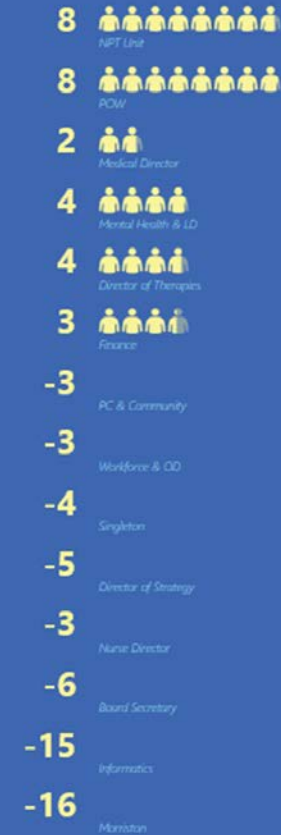 8
NPT Unit
8
POW
2
Medical Director
4
Mental Health & LD
4
Director of Therapies
3
Finance
-3
PC & Community
-3
Workforce & OD
-4
Singleton
-5
Director of Strategy
-3
Nurse Director
-6
Board Secretary
-15
Informatics
-16
Morriston